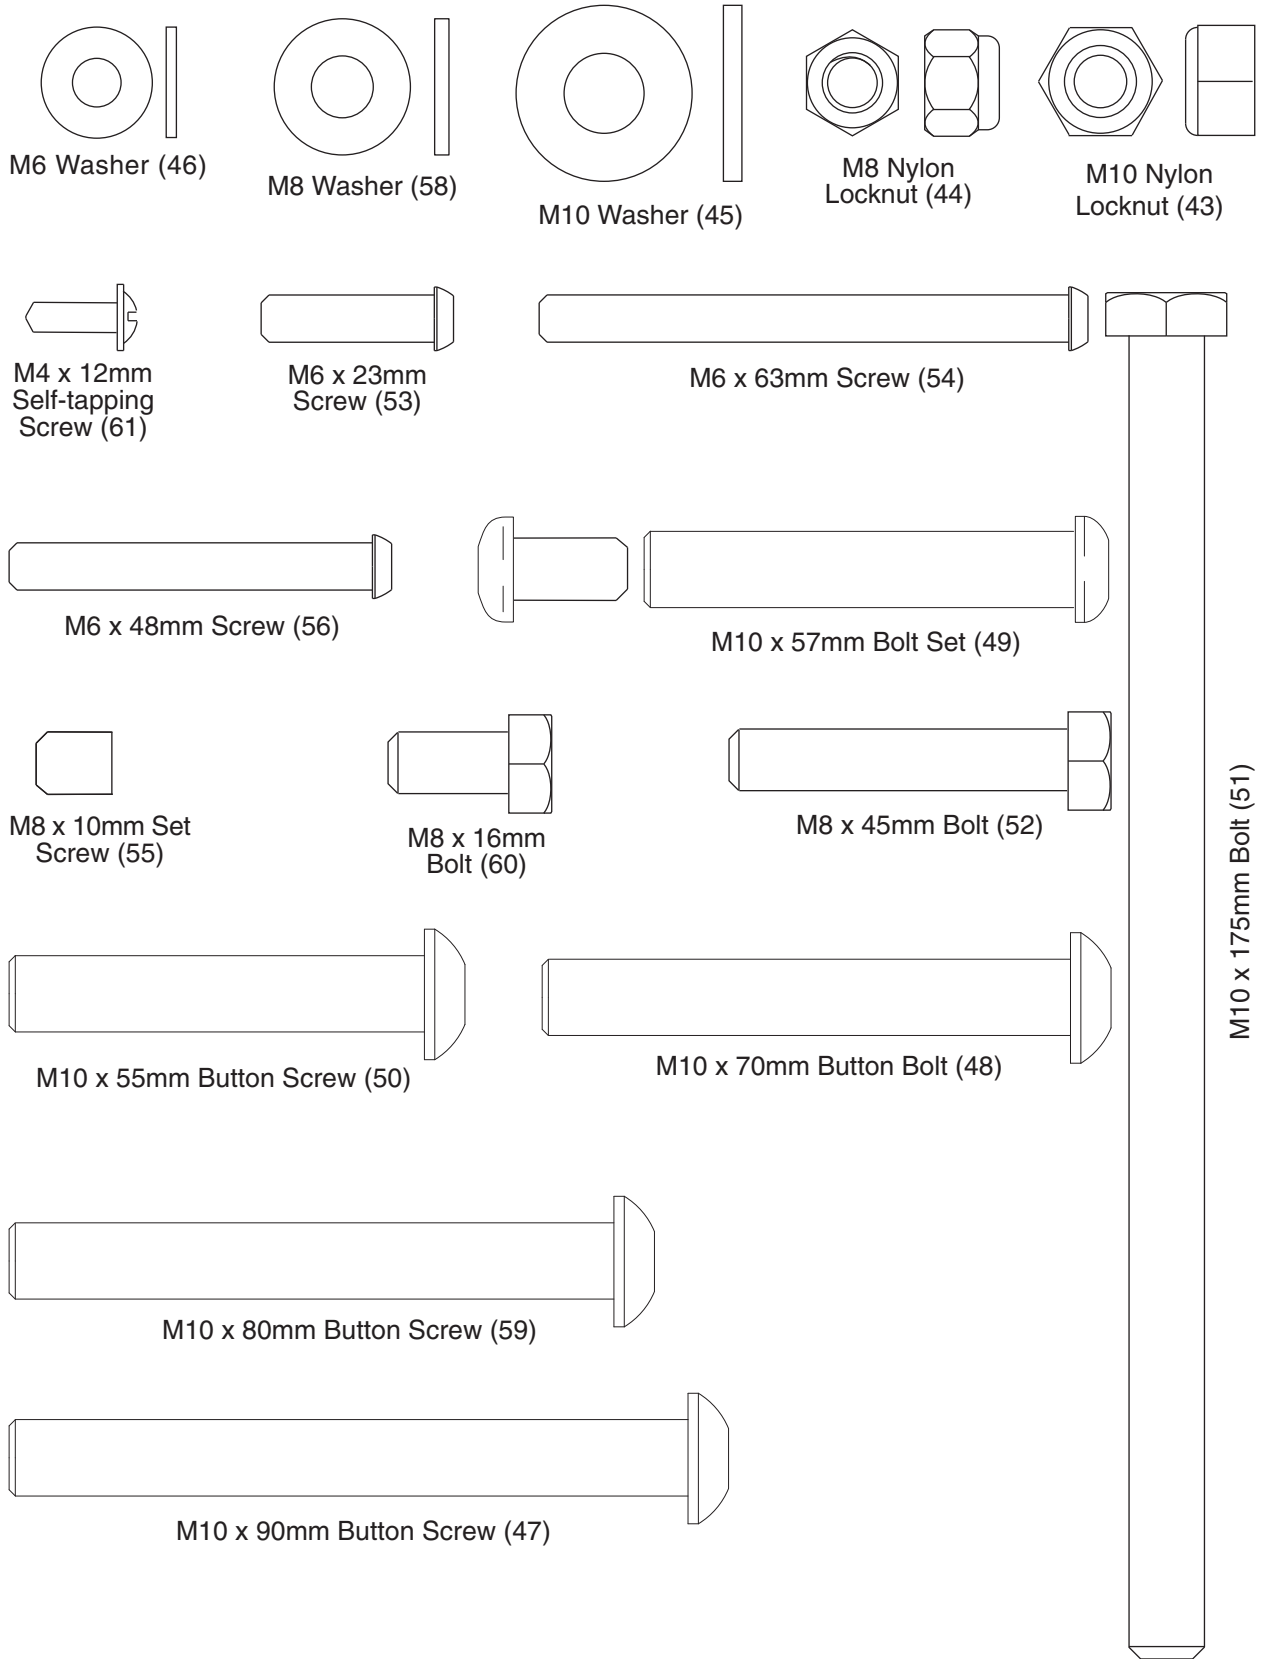 M6 Washer (46)
M8 Washer (58)
M10 Washer (45)
M8 Nylon
Locknut (44)
M10 Nylon
Locknut (43)
M4 x 12mm
Self-tapping
Screw (61)
M6 x 23mm
Screw (53)
M6 x 63mm Screw (54)
M6 x 48mm Screw (56)
M10 x 57mm Bolt Set (49)
M8 x 10mm Set
Screw (55)
M8 x 16mm
Bolt (60)
M8 x 45mm Bolt (52)
M10 x 175mm Bolt (51)
M10 x 55mm Button Screw (50)
M10 x 70mm Button Bolt (48)
M10 x 80mm Button Screw (59)
M10 x 90mm Button Screw (47)